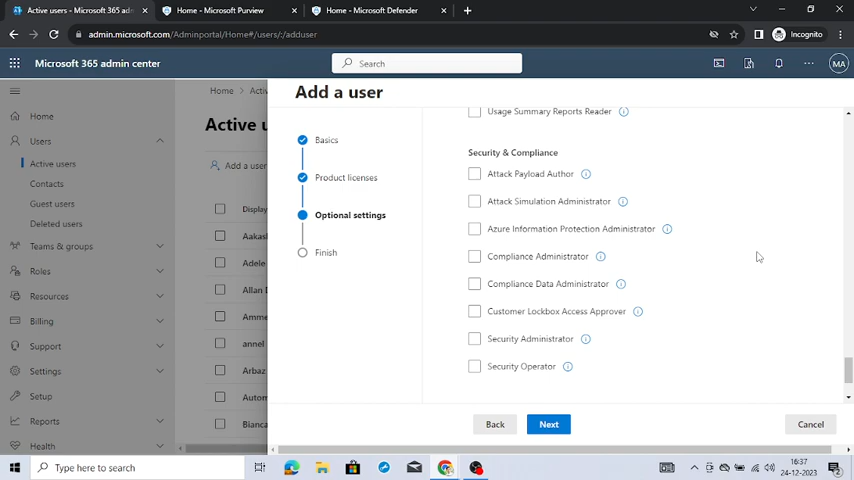 Active users - Microsoft 365 adm
Home - Microsoft Purview
Home - Microsoft Defender
admin.microsoft.com/Adminportal/Home#/users/:/adduser
Incognito
Microsoft 365 admin center
Search
MA
Home
Users
Active users
Contacts
Guest users
Deleted users
Teams & groups
Roles
Resources
Billing
Support
Settings
Setup
Reports
Health
Home > Activ
Active u
Add a user
Display
Aakash
Adele
Allan D
Amme
annel
Arbaz
Autom
Bianca
Add a user
Basics
Product licenses
Optional settings
Finish
Usage Summary Reports Reader
Security & Compliance
Attack Payload Author
Attack Simulation Administrator
Azure Information Protection Administrator
Compliance Administrator
Compliance Data Administrator
Customer Lockbox Access Approver
Security Administrator
Security Operator
Back
Next
Cancel
Type here to search
16:37
24-12-2023
2